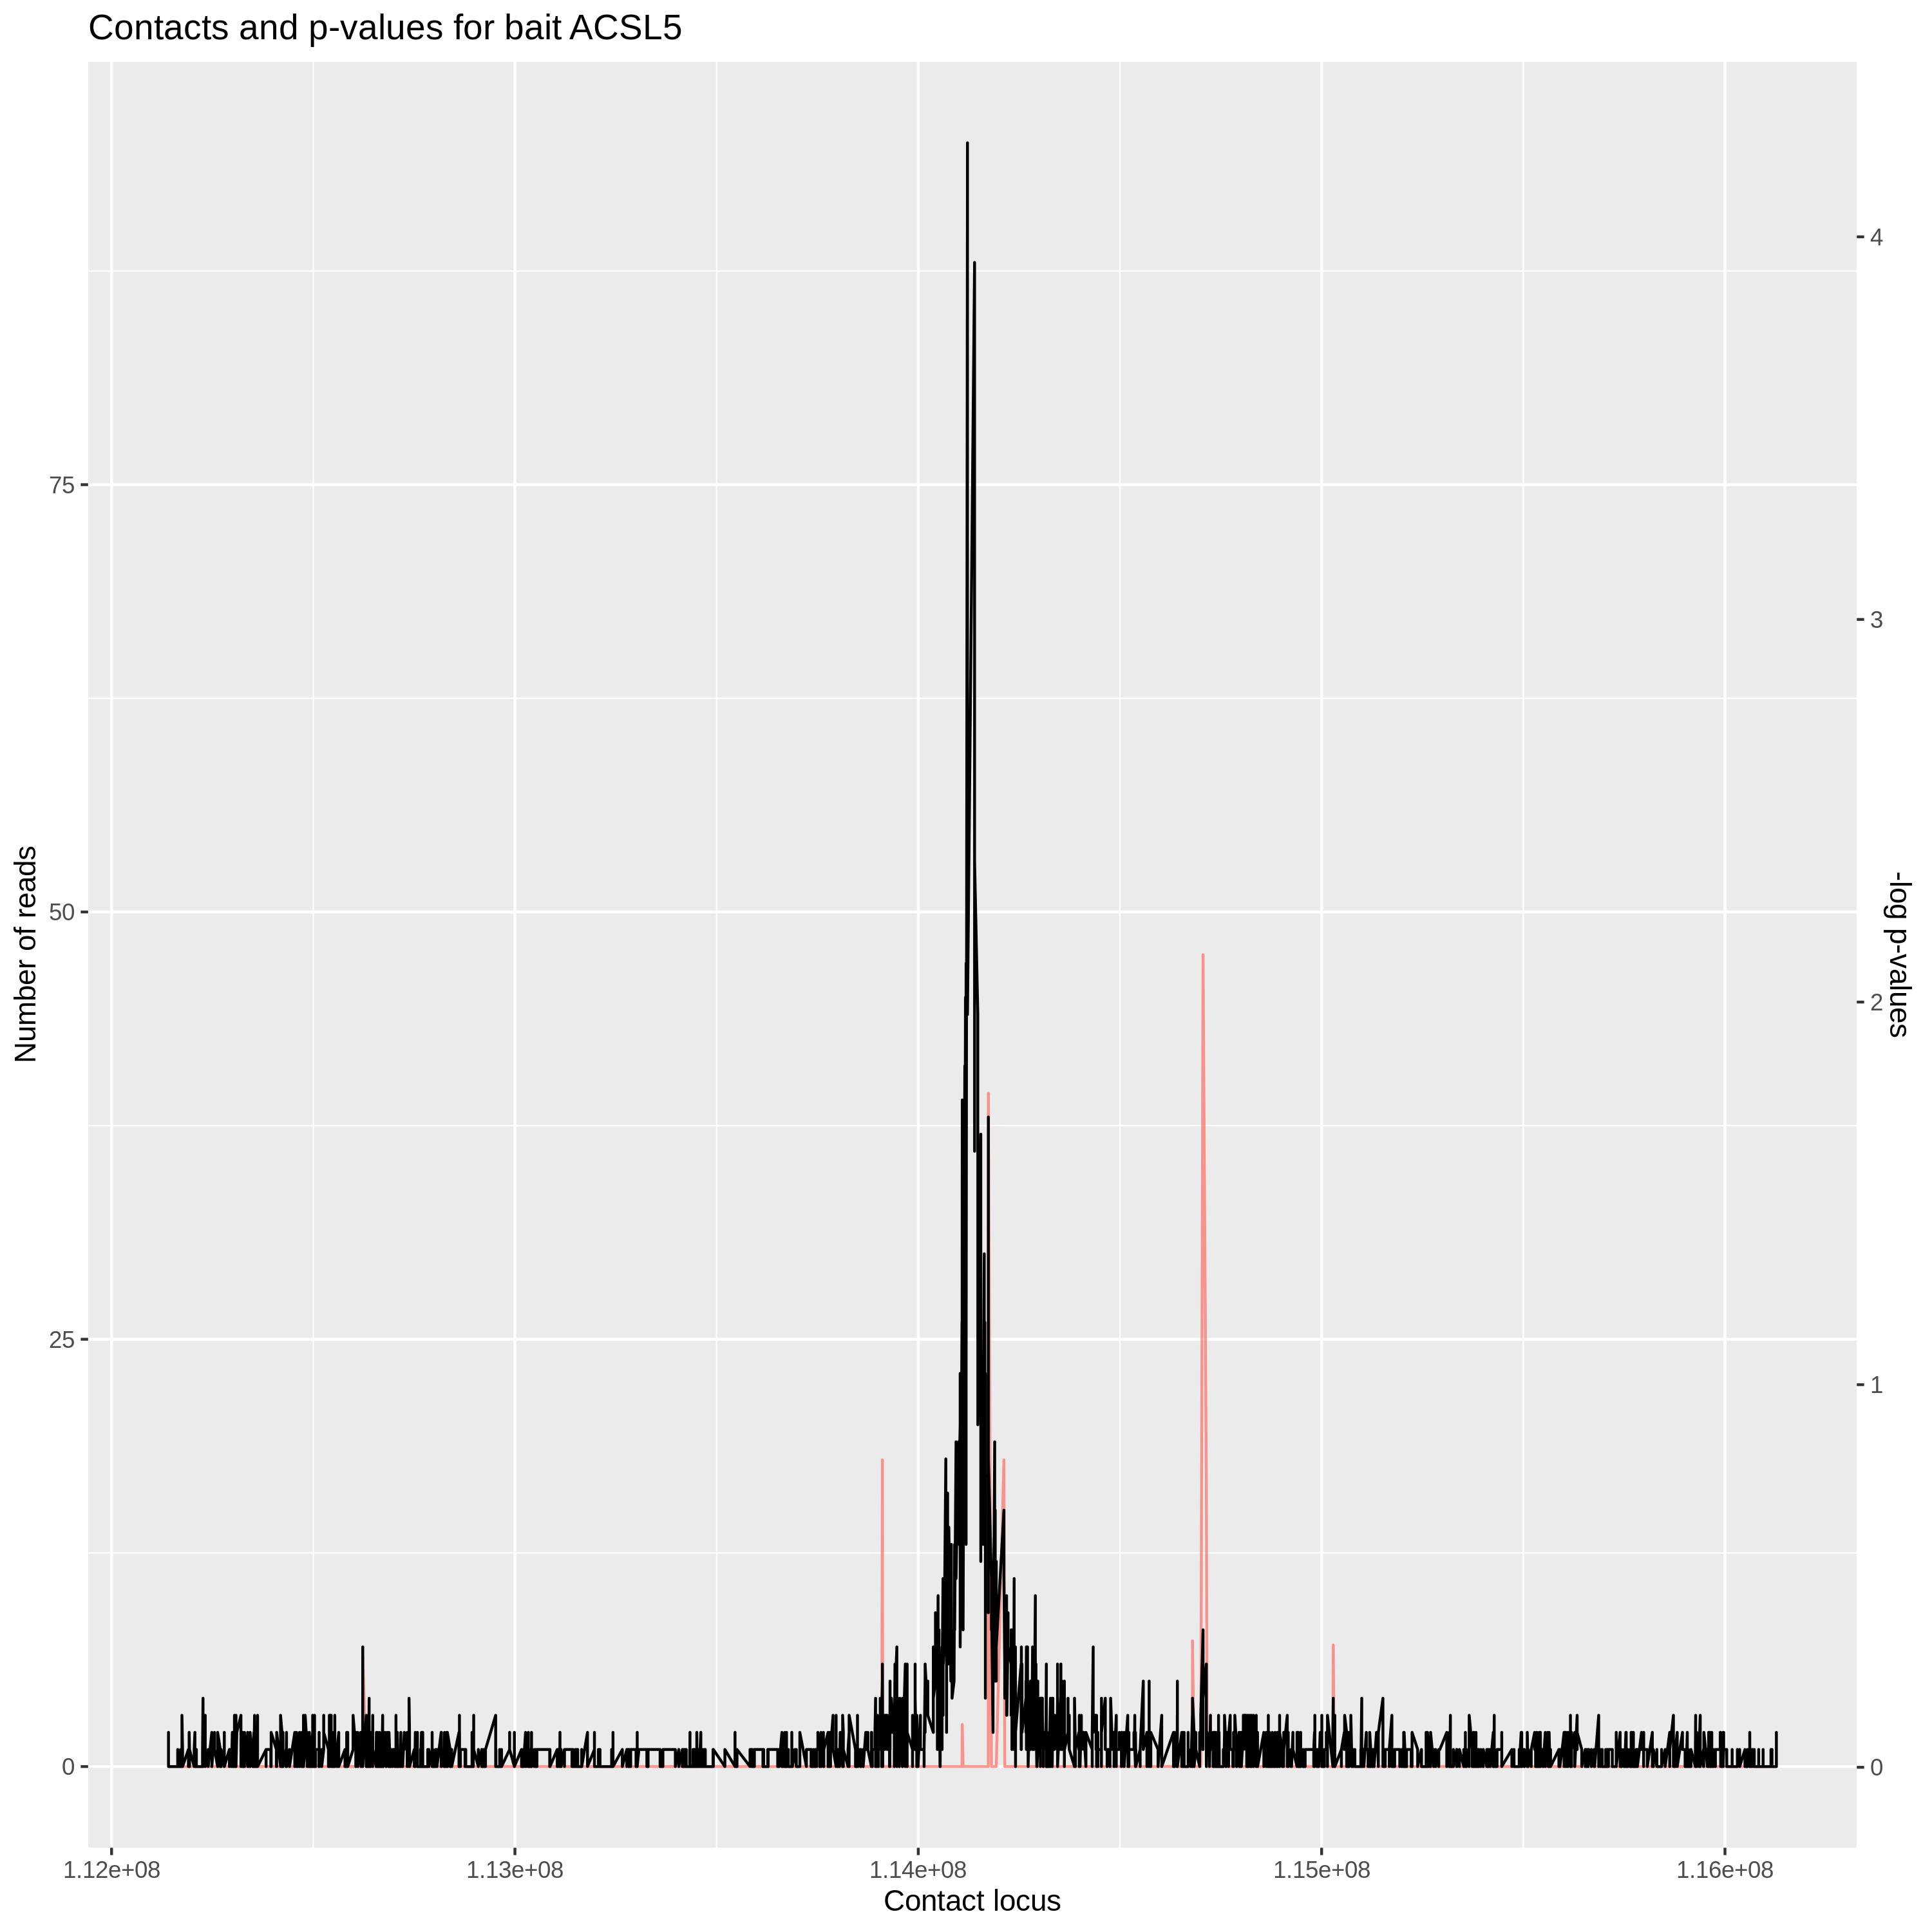 Contacts and p-values for bait ACSL5
Number of reads
75
50
25
0
4
3
2
1
0
-log p-values
1.12e+08 1.13e+08 1.14e+08 1.15e+08 1.16e+08
Contact locus